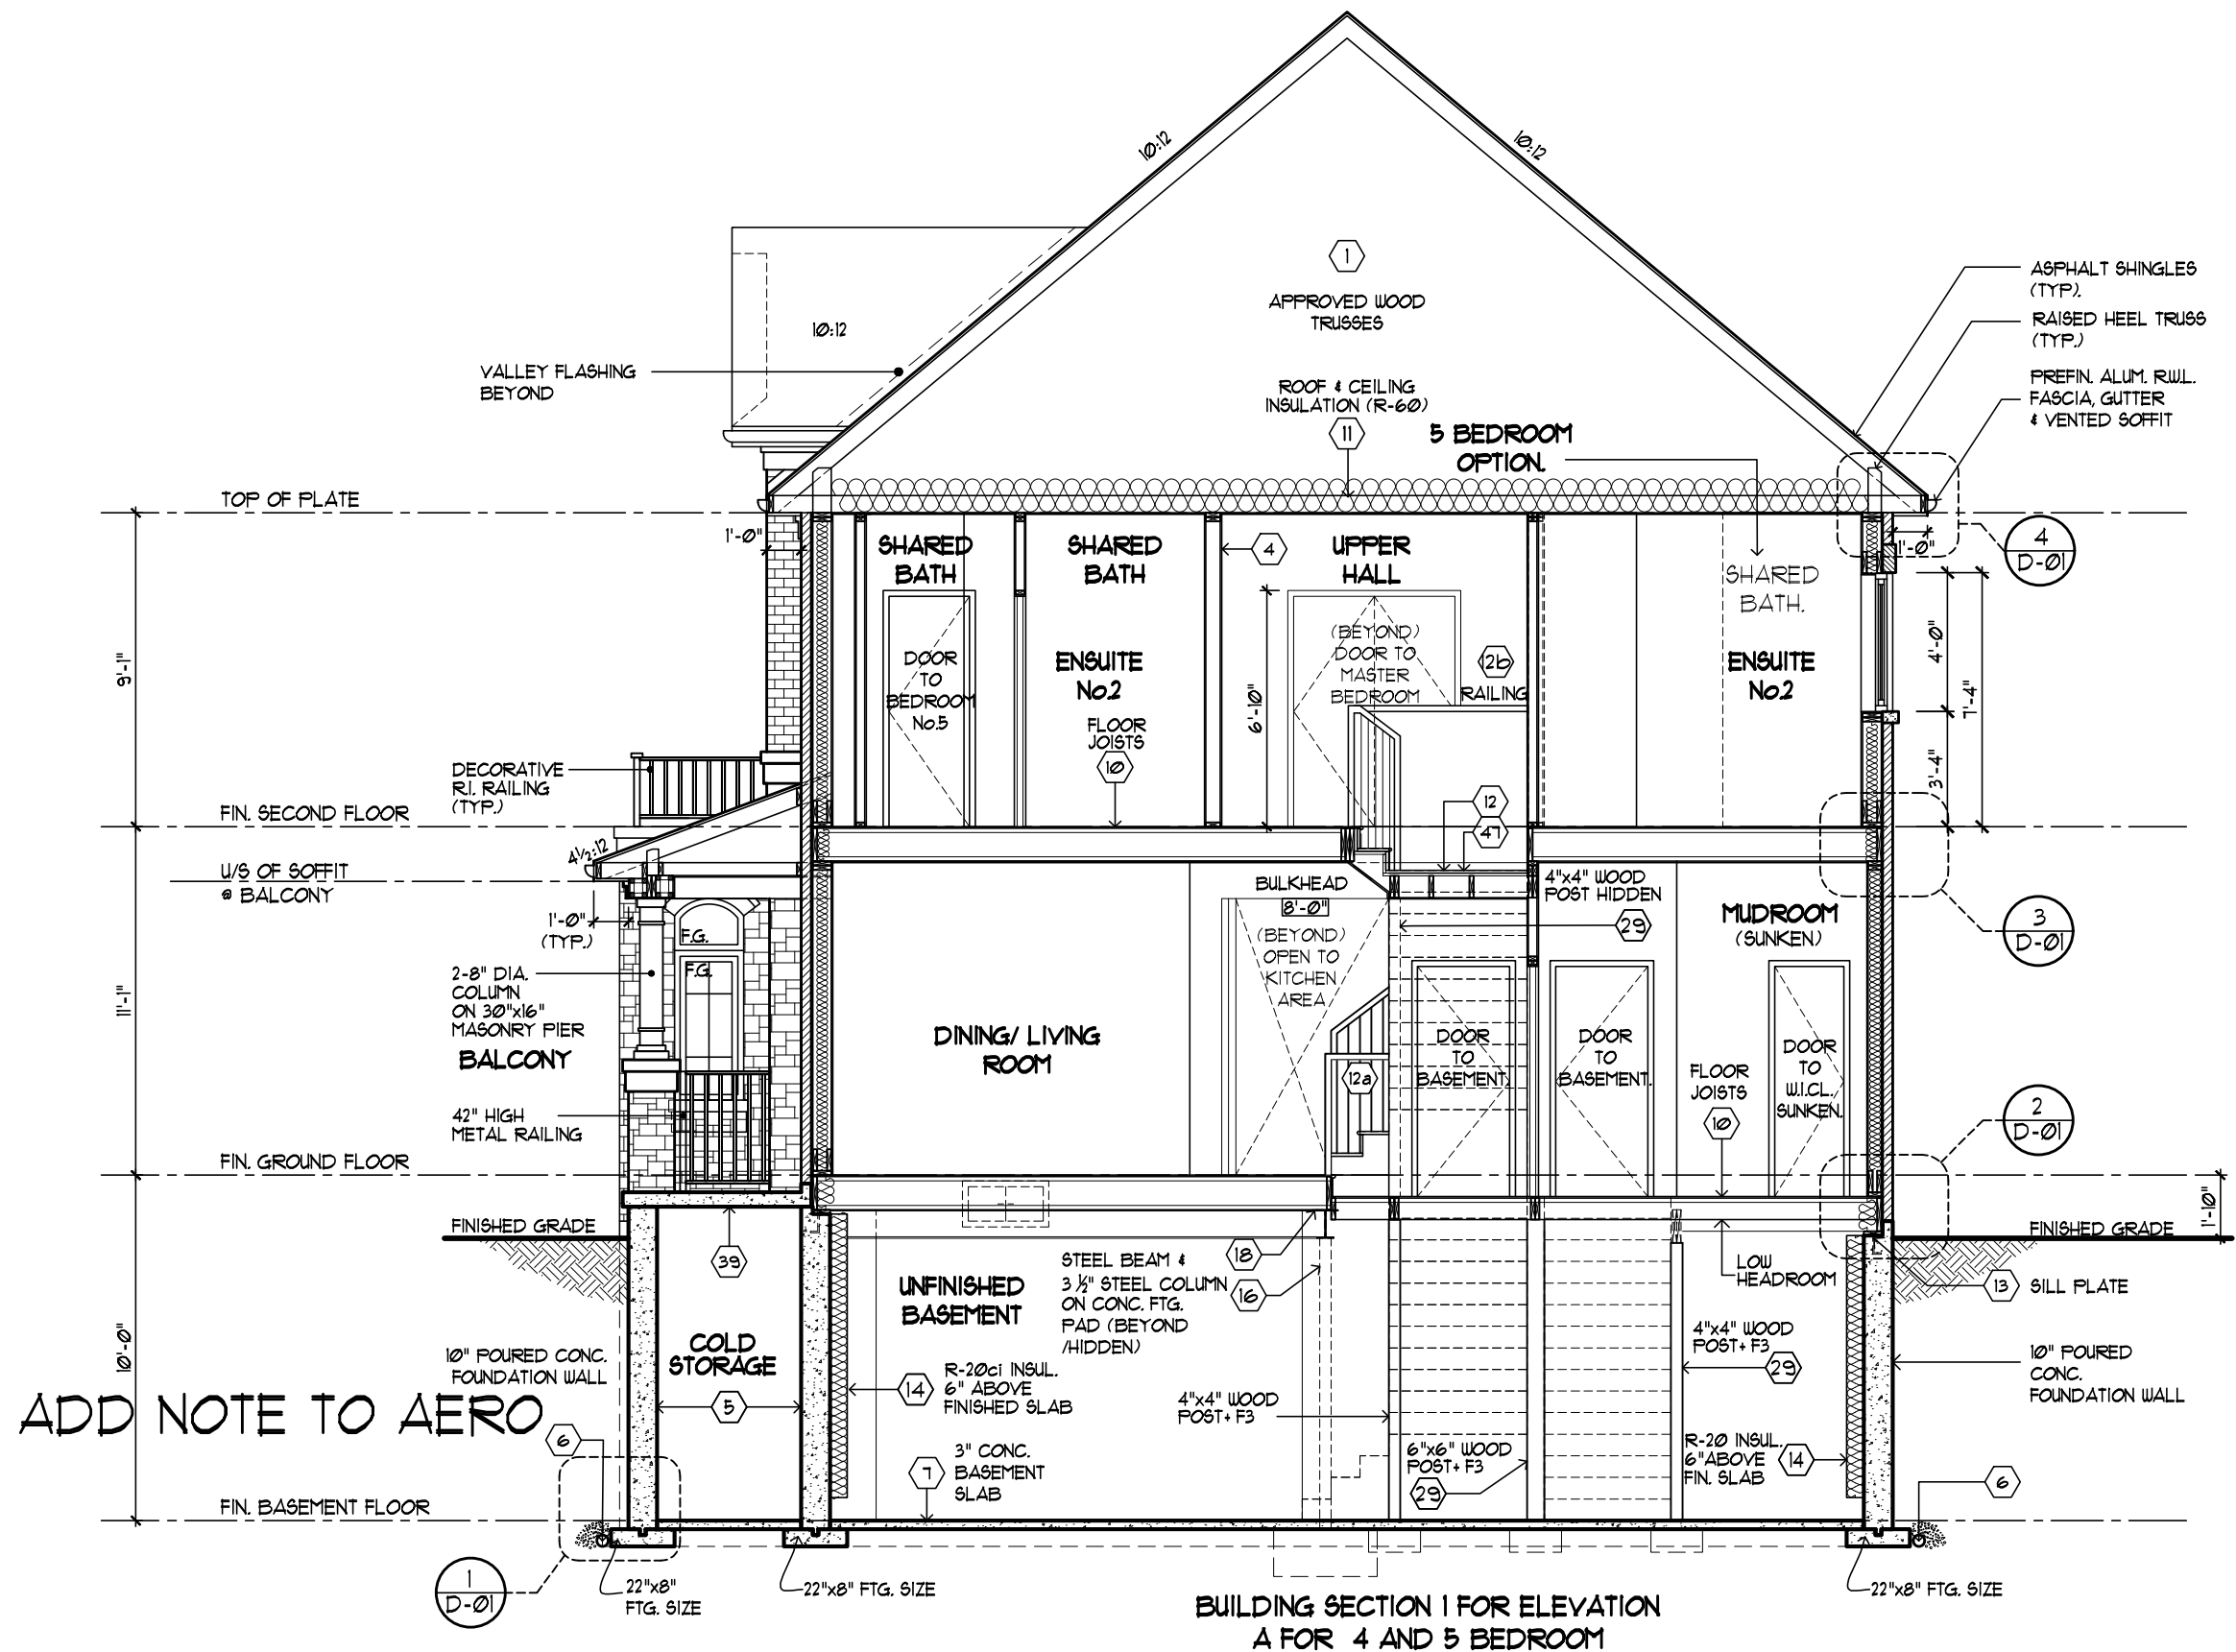 10:12
10:12
1
APPROVED WOOD
TRUSSES
10:12
VALLEY FLASHING
BEYOND
ROOF & CEILING
INSULATION (R-60)
11
5 BEDROOM
OPTION.
ASPHALT SHINGLES
(TYP).
RAISED HEEL TRUSS
(TYP.)
PREFIN. ALUM. R.W.L.
FASCIA, GUTTER
& VENTED SOFFIT
TOP OF PLATE
1'-0"
SHARED
BATH
SHARED
BATH
4
UPPER
HALL
SHARED
BATH.
1'-0"
4
D-01
9'-1"
DOOR
TO
BEDROOM
No.5
ENSUITE
No.2
FLOOR
JOISTS
10
6'-10"
(BEYOND)
DOOR TO
MASTER
BEDROOM
12b
RAILING
ENSUITE
No.2
4'-0"
7'-4"
3'-4"
DECORATIVE
R.I. RAILING
(TYP.)
FIN. SECOND FLOOR
12
47
4½:12
U/S OF SOFFIT
@ BALCONY
1'-0"
(TYP.)
F.G.
F.G.
2-8" DIA.
COLUMN
ON 30"x16"
MASONRY PIER
BALCONY
42" HIGH
METAL RAILING
11'-1"
DINING/ LIVING
ROOM
BULKHEAD
8'-0"
(BEYOND)
OPEN TO
KITCHEN
AREA
12a
4"x4" WOOD
POST HIDDEN
29
MUDROOM
(SUNKEN)
DOOR
TO
BASEMENT
DOOR
TO
BASEMENT.
FLOOR
JOISTS
10
DOOR
TO
W.I.CL.
SUNKEN.
3
D-01
2
D-01
FIN. GROUND FLOOR
1'-10"
FINISHED GRADE
FINISHED GRADE
39
18
16
STEEL BEAM &
3 ½" STEEL COLUMN
ON CONC. FTG.
PAD (BEYOND
/HIDDEN)
UNFINISHED
BASEMENT
LOW
HEADROOM
13
SILL PLATE
10'-0"
10" POURED CONC.
FOUNDATION WALL
COLD
STORAGE
5
14
R-20ci INSUL.
6" ABOVE
FINISHED SLAB
4"x4" WOOD
POST+ F3
4"x4" WOOD
POST+ F3
29
10" POURED
CONC.
FOUNDATION WALL
ADD NOTE TO AERO
6
7
3" CONC.
BASEMENT
SLAB
6"x6" WOOD
POST+ F3
29
R-20 INSUL.
6"ABOVE
FIN. SLAB
14
6
FIN. BASEMENT FLOOR
1
D-01
22"x8"
FTG. SIZE
22"x8" FTG. SIZE
22"x8" FTG. SIZE
BUILDING SECTION 1 FOR ELEVATION
A FOR 4 AND 5 BEDROOM